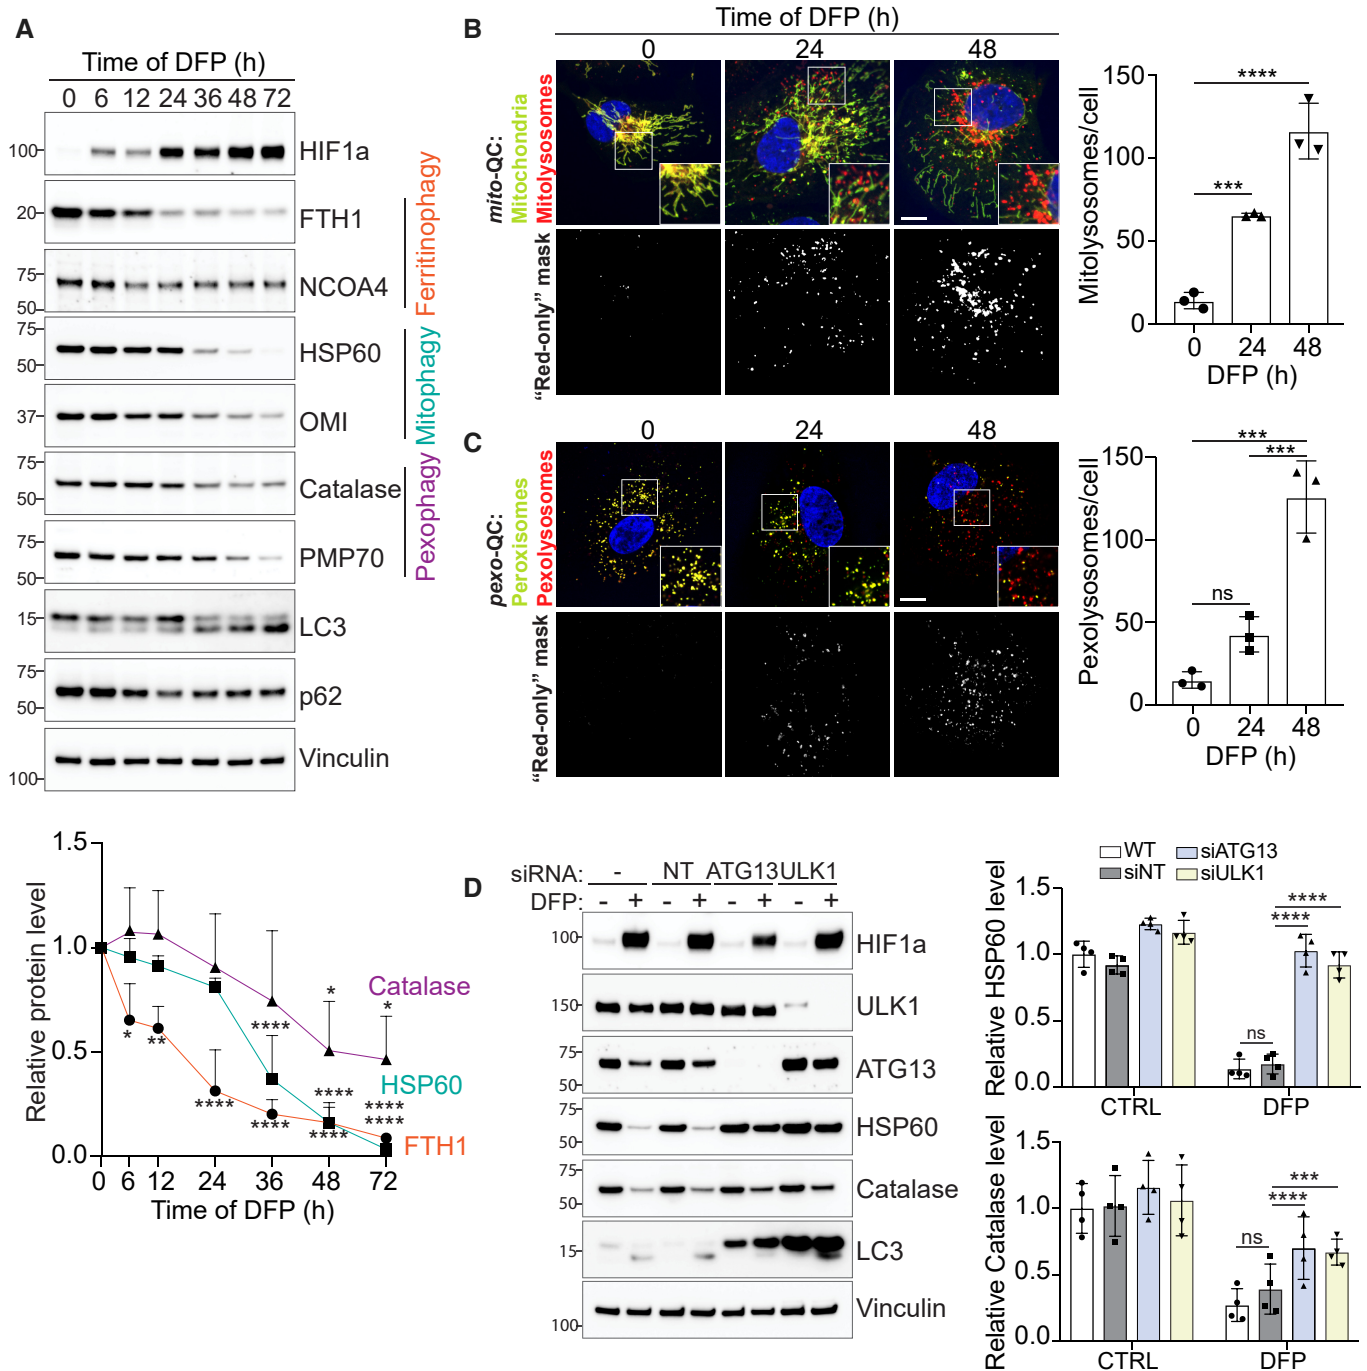 A
Time of DFP (h)
0 6 12 24 36 48 72
100 HIF1a
20 FTH1
75
50 NCOA4
Ferritinophagy
75
50 HSP60
37 OMI
Mitophagy
75
50 Catalase
75
50 PMP70
Pexophagy
15 LC3
75
50 p62
100 Vinculin
Relative protein level
1.5
1.0
0.5
0.0
0 6 12 24 36 48 72
Time of DFP (h)
Catalase
HSP60
FTH1
* ** **** **** **** **** **** **** **** * *
B
Time of DFP (h)
0 24 48
mito-QC:
Mitochondria
Mitolysosomes
“Red-only” mask
Mitolysosomes/cell
150
100
50
0
*** ****
0 24 48
DFP (h)
C
0 24 48
pexo-QC:
Peroxisomes
Pexolysosomes
“Red-only” mask
Pexolysosomes/cell
150
100
50
0
ns *** ***
0 24 48
DFP (h)
D
siRNA: - NT ATG13 ULK1
DFP: - + - + - + - +
100 HIF1a
150 ULK1
75
50 ATG13
75
50 HSP60
75
50 Catalase
15 LC3
100 Vinculin
WT siATG13
siNT siULK1
Relative HSP60 level
1.5
1.0
1.0
0.0
ns **** ****
CTRL DFP
Relative Catalase level
1.5
1.0
0.5
0.0
ns **** ***
CTRL DFP